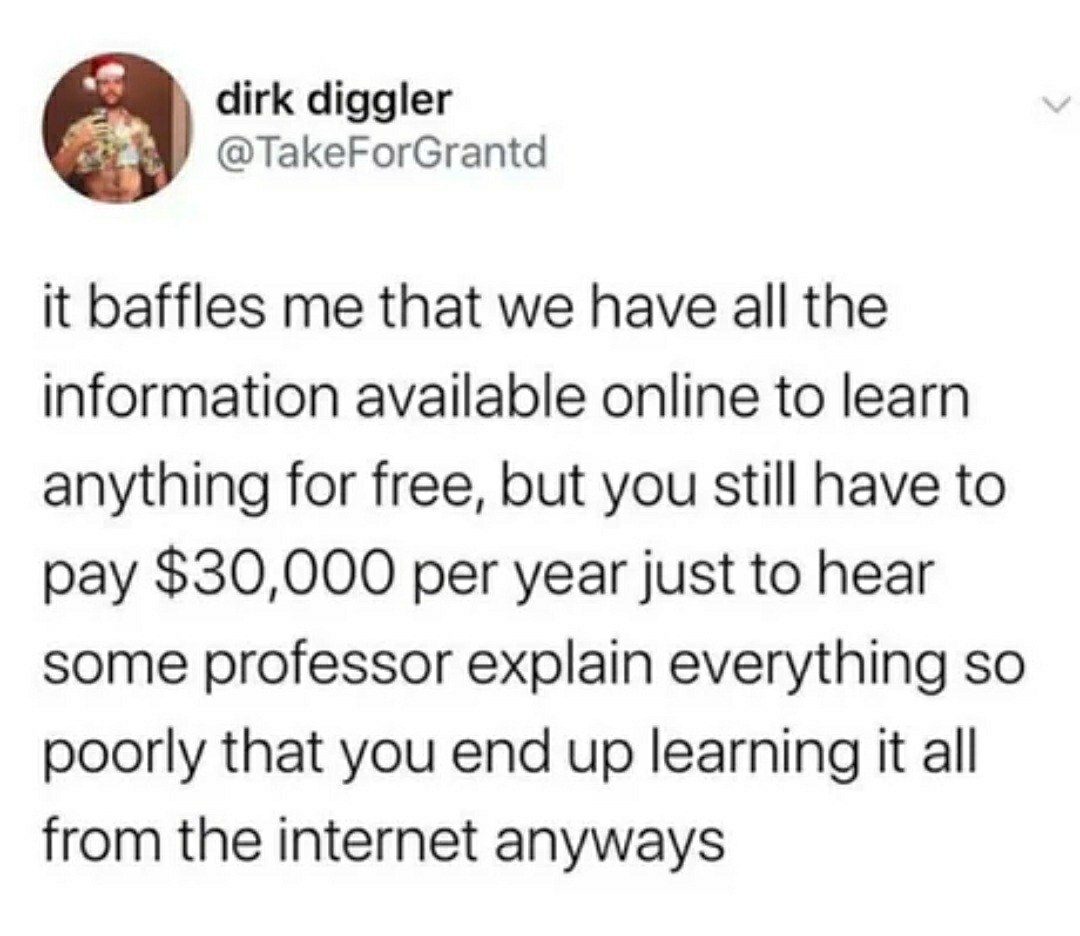 dirk diggler
@TakeForGrantd
it baffles me that we have all the
information available online to learn
anything for free, but you still have to
pay $30,000 per year just to hear
some professor explain everything so
poorly that you end up learning it all
from the internet anyways